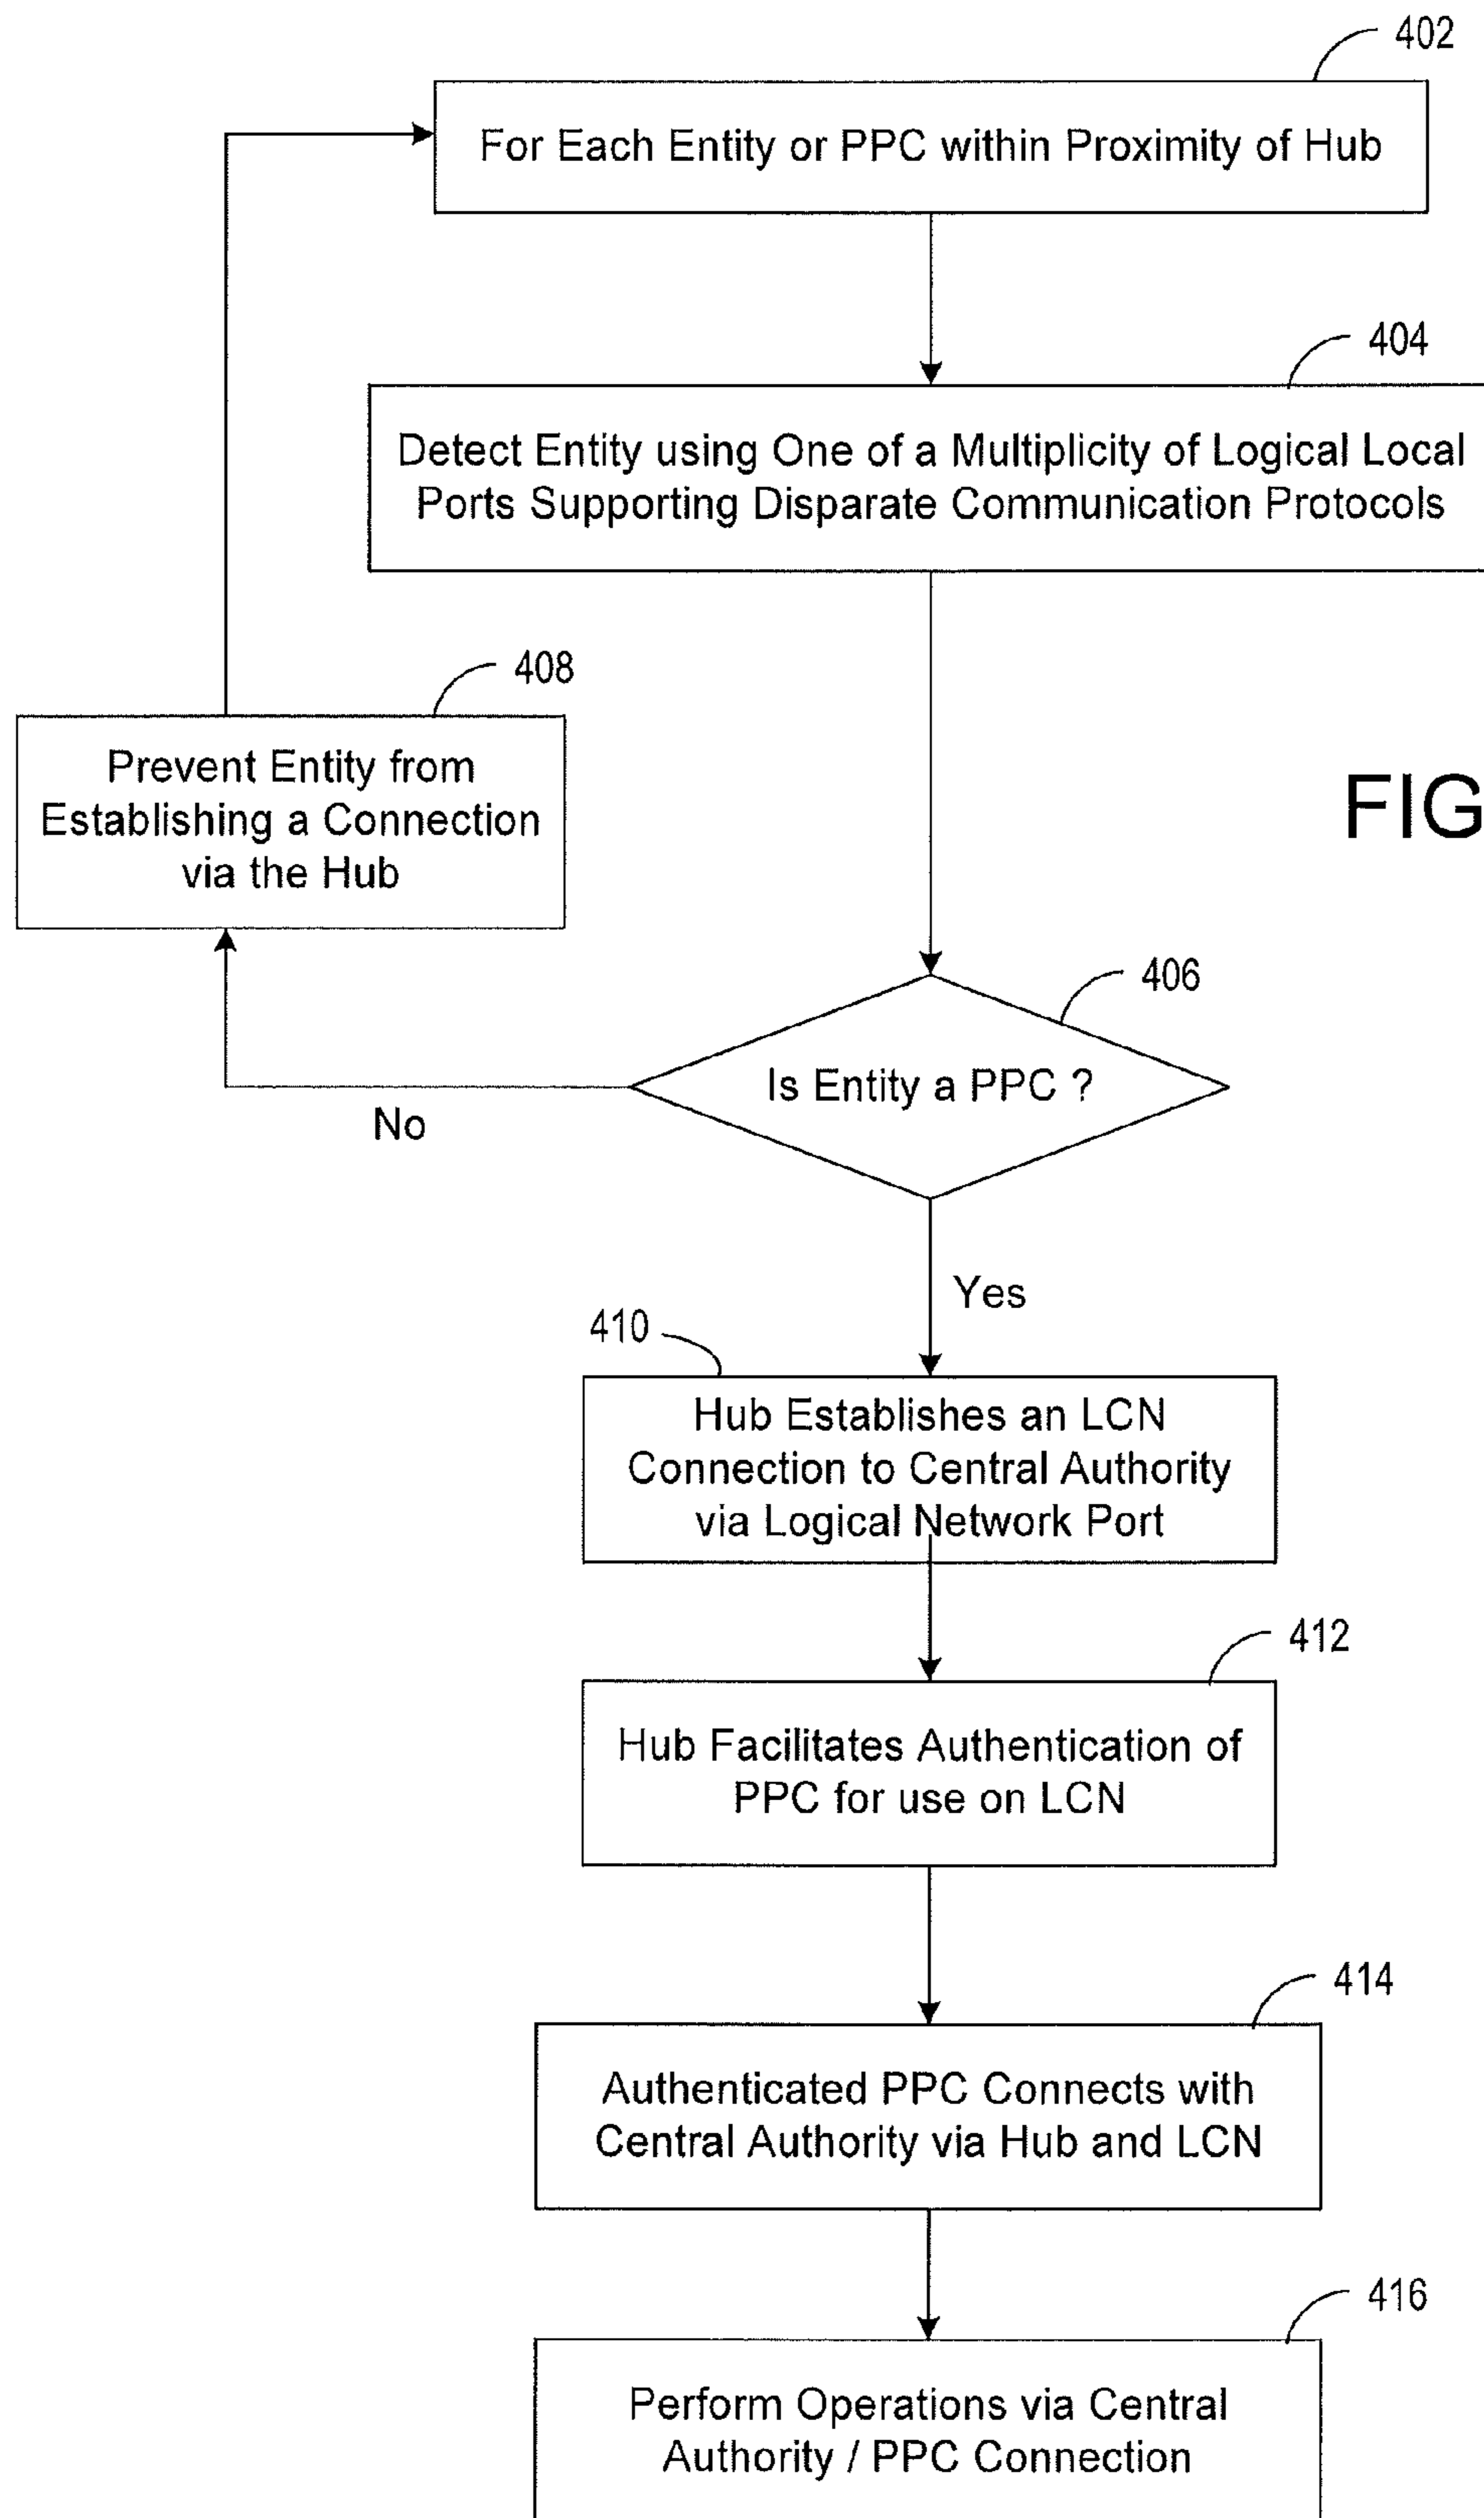 402
For Each Entity or PPC within Proximity of Hub
404
Detect Entity using One of a Multiplicity of Logical Local
Ports Supporting Disparate Communication Protocols
408
Prevent Entity from
Establishing a Connection
via the Hub
FIG
406
Is Entity a PPC ?
No
Yes
410
Hub Establishes an LCN
Connection to Central Authority
via Logical Network Port
412
Hub Facilitates Authentication of
PPC for use on LCN
414
Authenticated PPC Connects with
Central Authority via Hub and LCN
416
Perform Operations via Central
Authority / PPC Connection